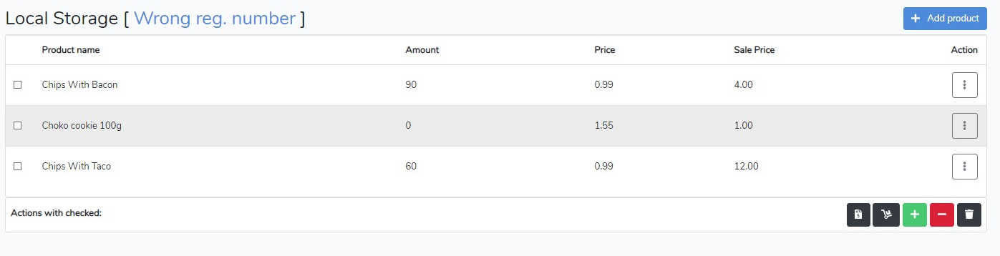 Local Storage [ Wrong reg. number ]
Add product
Product name Amount Price Sale Price Action
Chips With Bacon 90 0.99 4.00
Choko cookie 100g 0 1.55 1.00
Chips With Taco 60 0.99 12.00
Actions with checked: